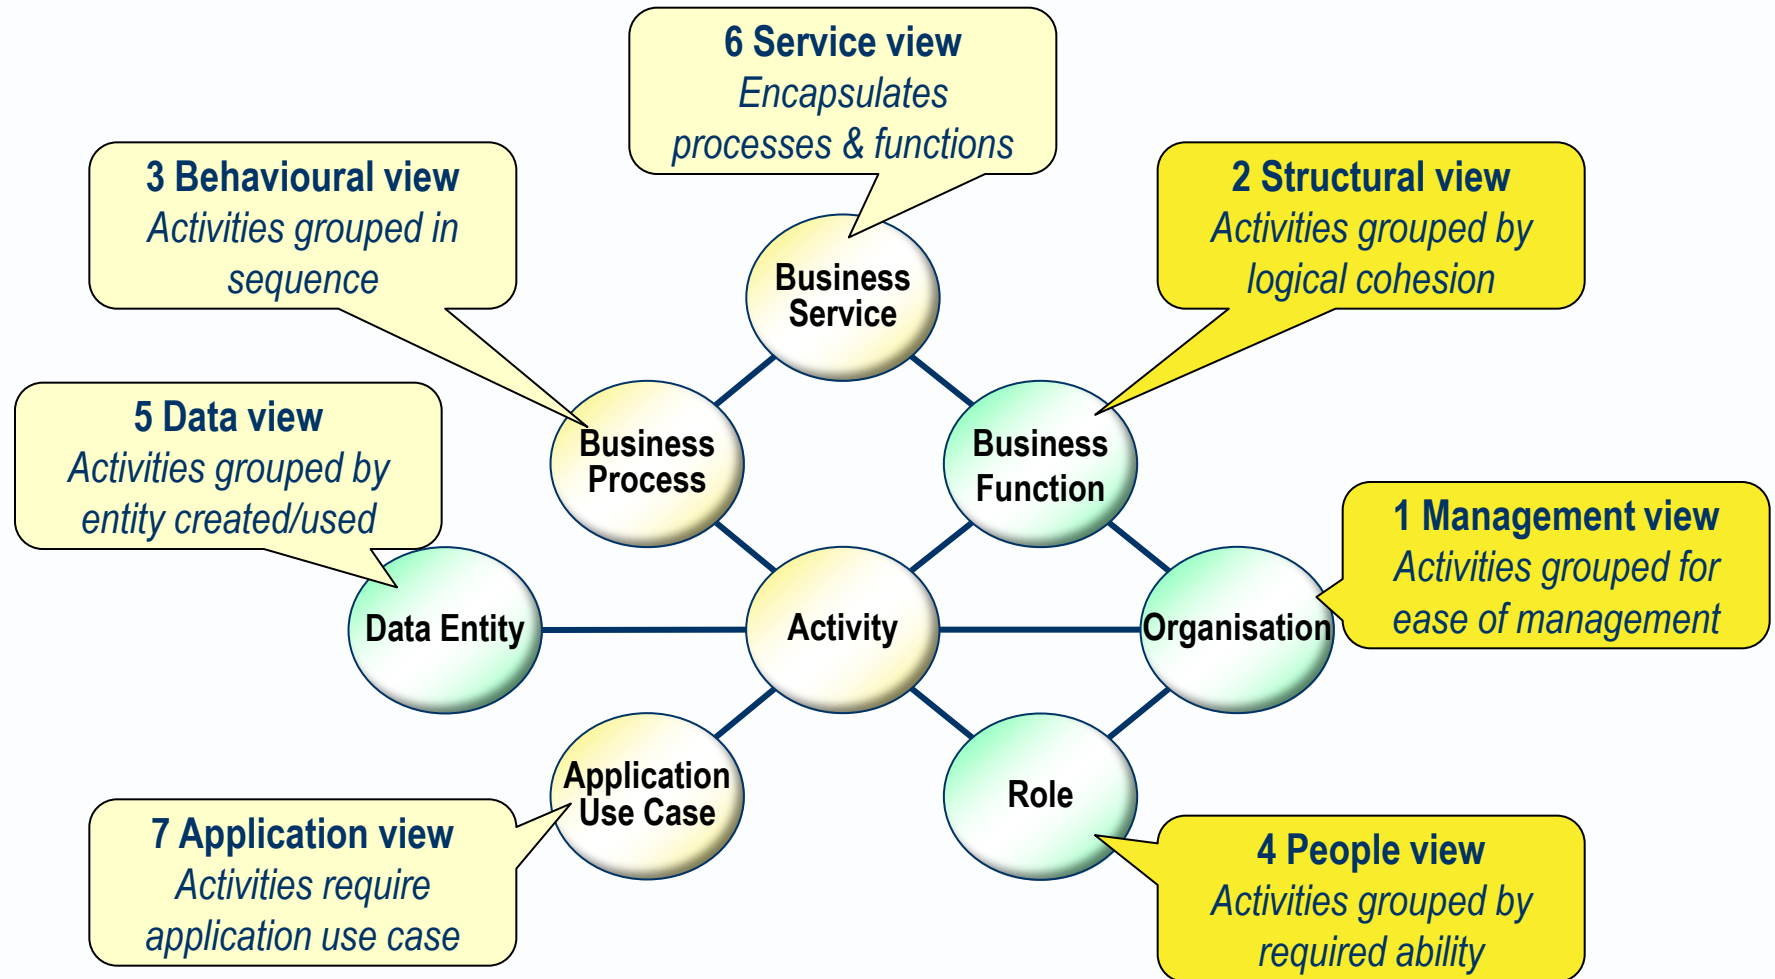 6 Service view
Encapsulates
processes & functions
3 Behavioural view
Activities grouped in
sequence
2 Structural view
Activities grouped by
logical cohesion
Business
Service
5 Data view
Activities grouped by
entity created/used
Business
Process
Business
Function
1 Management view
Activities grouped for
ease of management
Data Entity
Activity
Organisation
Application
Use Case
Role
7 Application view
Activities require
application use case
4 People view
Activities grouped by
required ability